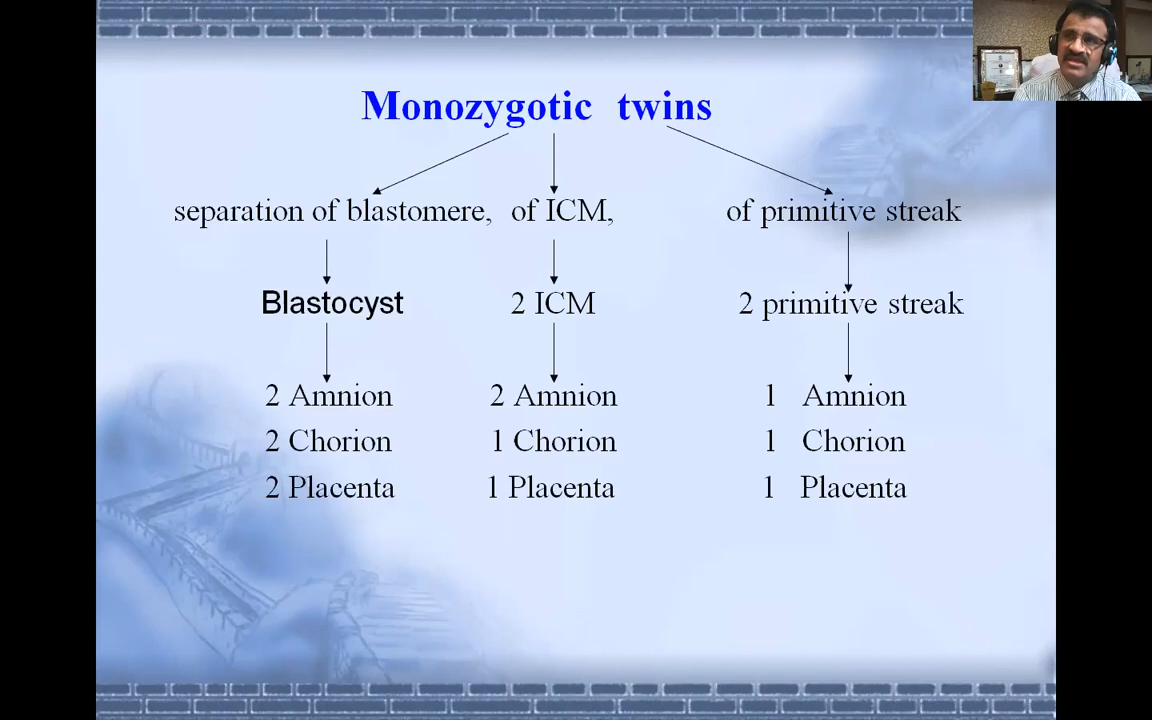 Monozygotic twins
separation of blastomere, of ICM, of primitive streak
Blastocyst 2 ICM 2 primitive streak
2 Amnion 2 Amnion 1 Amnion
2 Chorion 1 Chorion 1 Chorion
2 Placenta 1 Placenta 1 Placenta